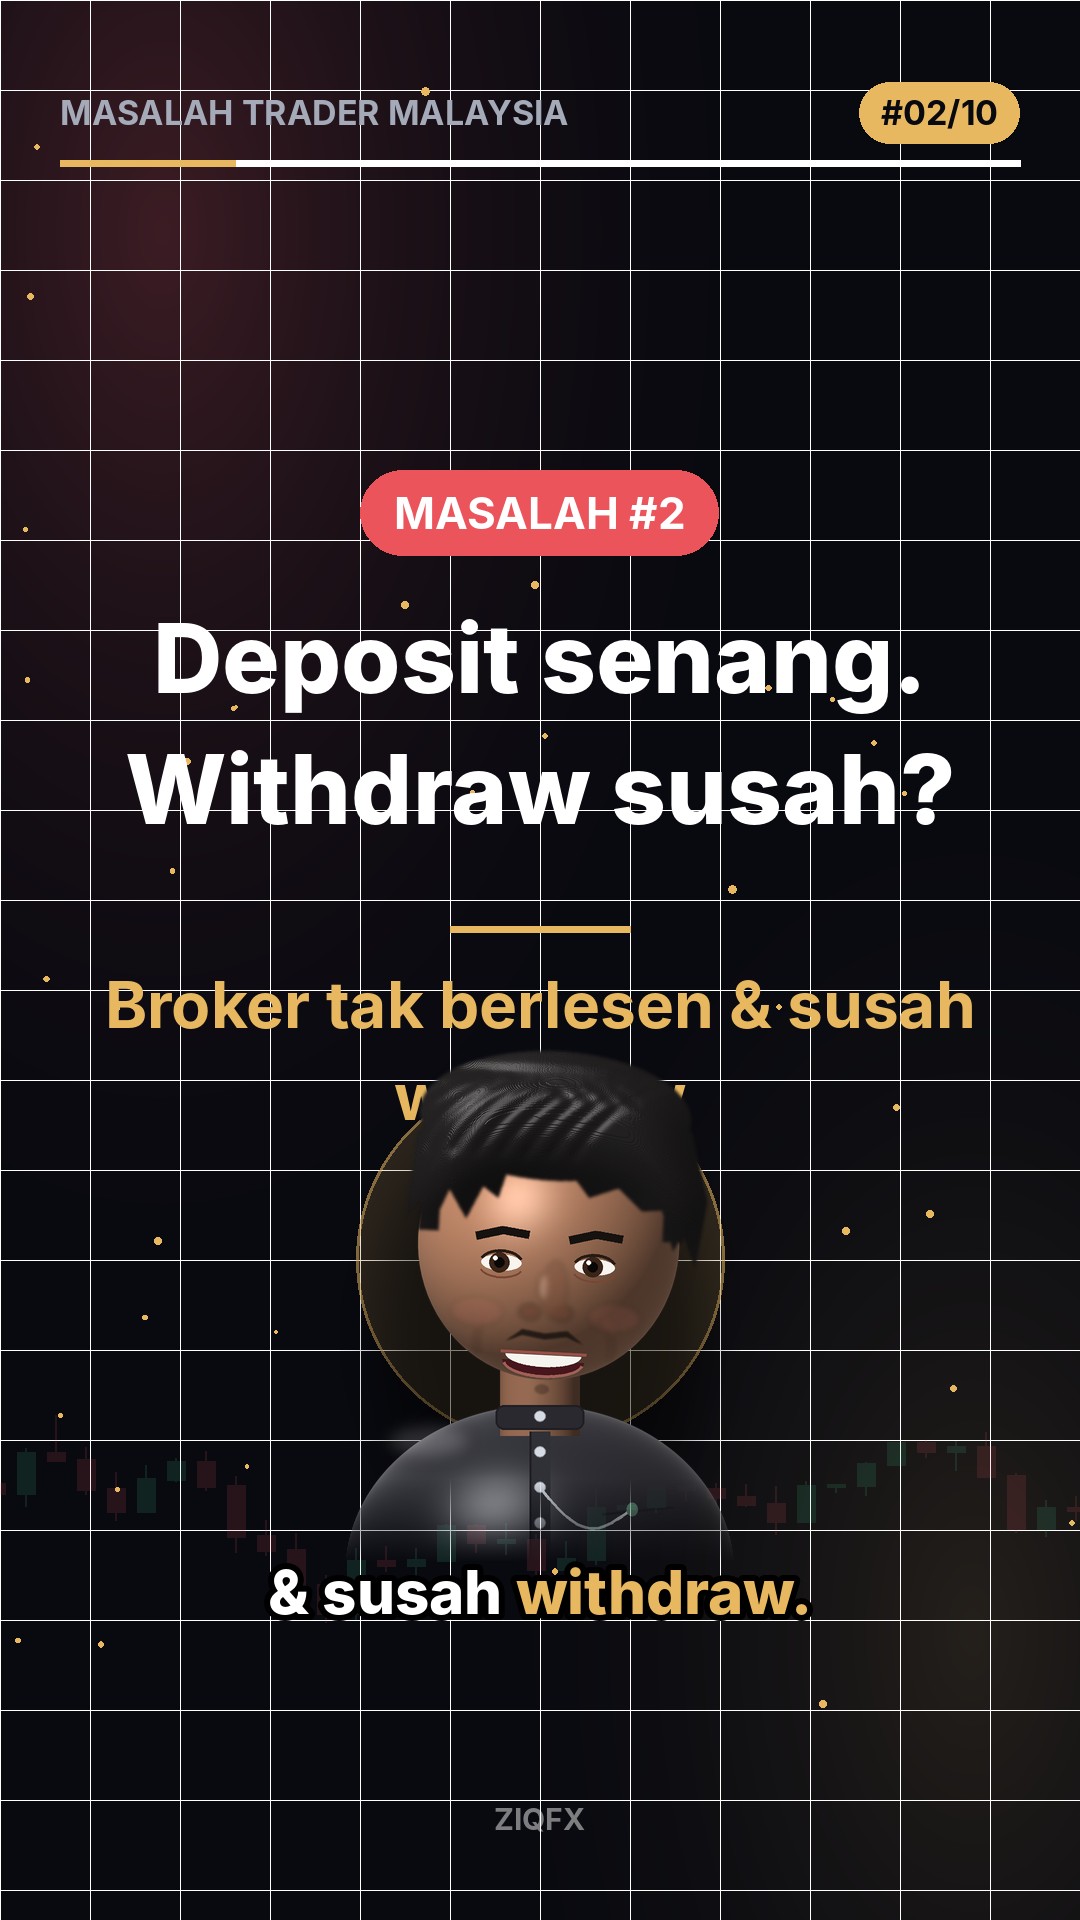 MASALAH TRADER MALAYSIA
#02/10
MASALAH #2
Deposit senang.
Withdraw susah?
Broker tak berlesen & susah
& susah withdraw.
ZIQFX